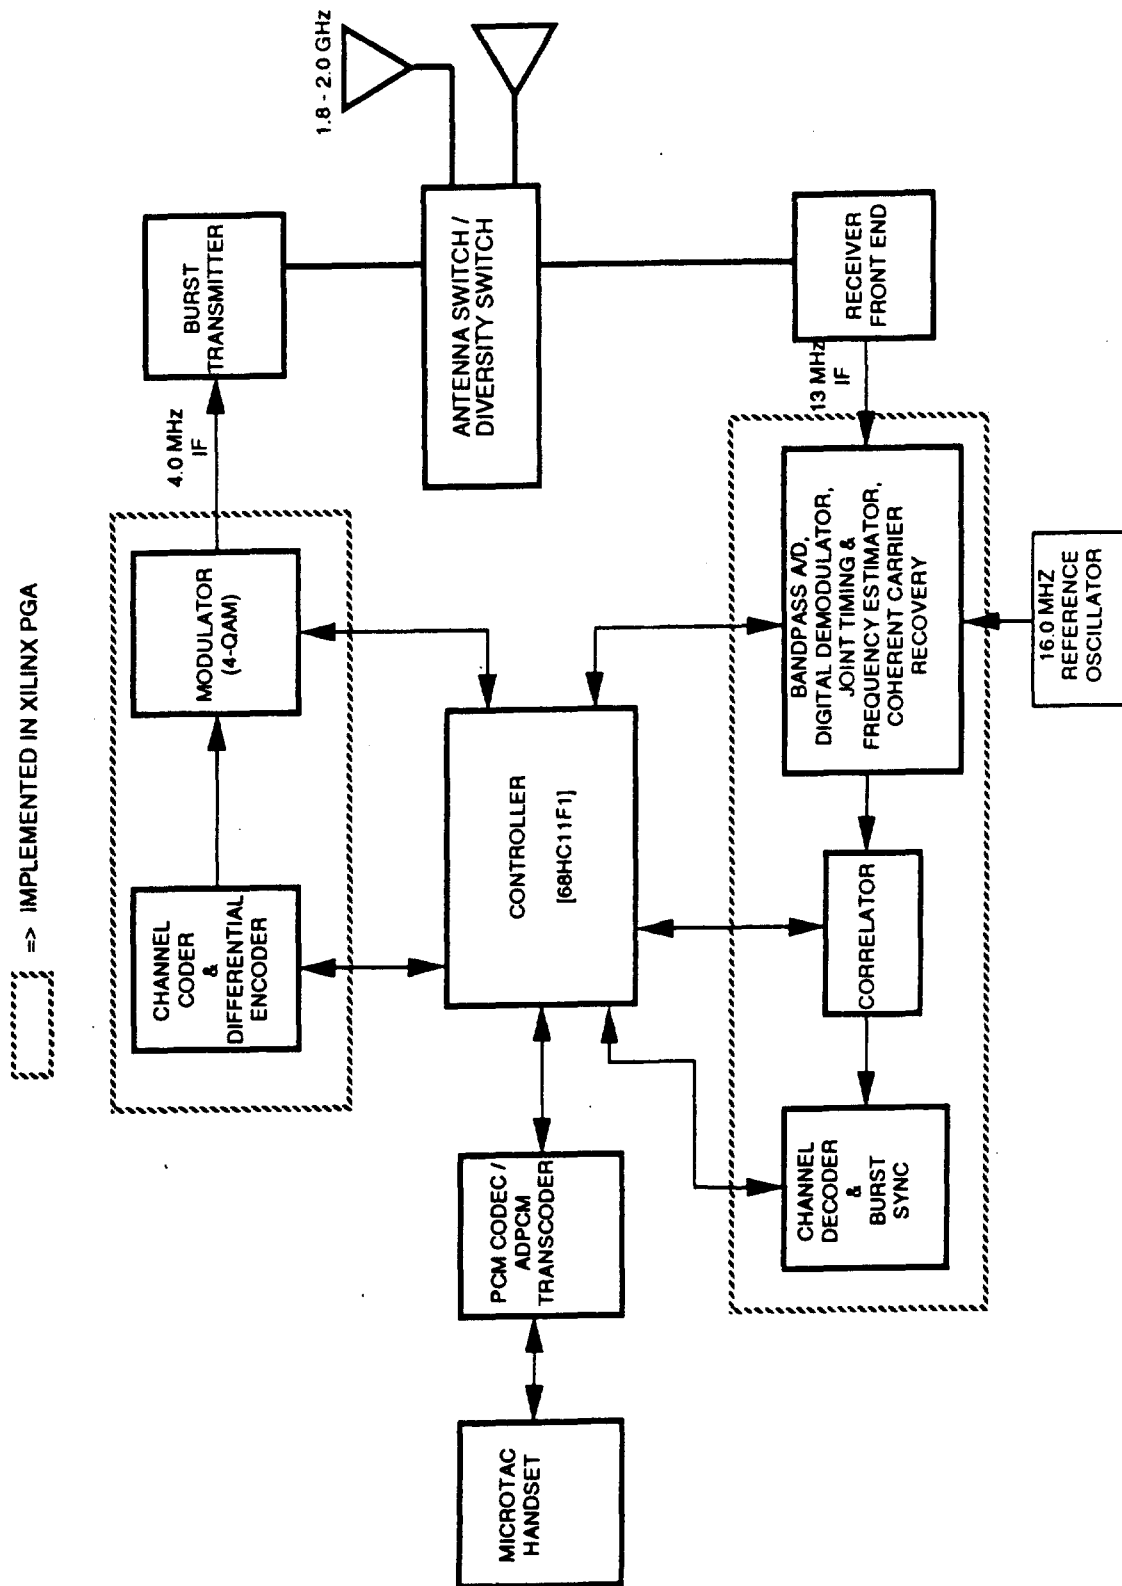 => IMPLEMENTED IN XILINX PGA
CHANNEL
CODER
&
DIFFERENTIAL
ENCODER
MODULATOR
(4-QAM)
4.0 MHz
IF
BURST
TRANSMITTER
1.8 - 2.0 GHz
MICROTAC
HANDSET
PCM CODEC /
ADPCM
TRANSCODER
CONTROLLER
[68HC11F1]
ANTENNA SWITCH /
DIVERSITY SWITCH
CHANNEL
DECODER
&
BURST
SYNC
CORRELATOR
BANDPASS A/D,
DIGITAL DEMODULATOR,
JOINT TIMING &
FREQUENCY ESTIMATOR,
COHERENT CARRIER
RECOVERY
13 MHz
IF
RECEIVER
FRONT END
16.0 MHZ
REFERENCE
OSCILLATOR